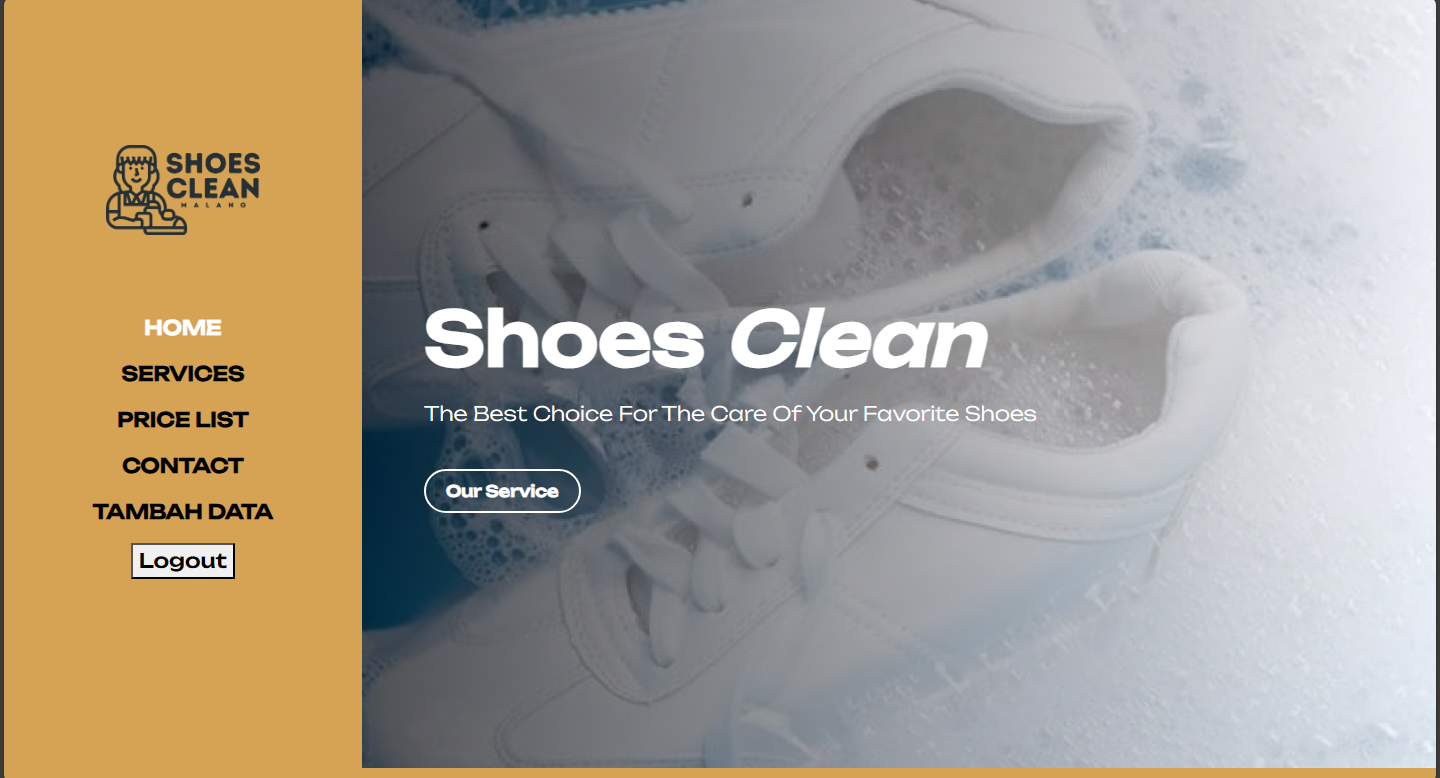 SHOES
CLEAN
MALANG
HOME
SERVICES
PRICE LIST
CONTACT
TAMBAH DATA
Logout
Shoes Clean
The Best Choice For The Care Of Your Favorite Shoes
Our Service